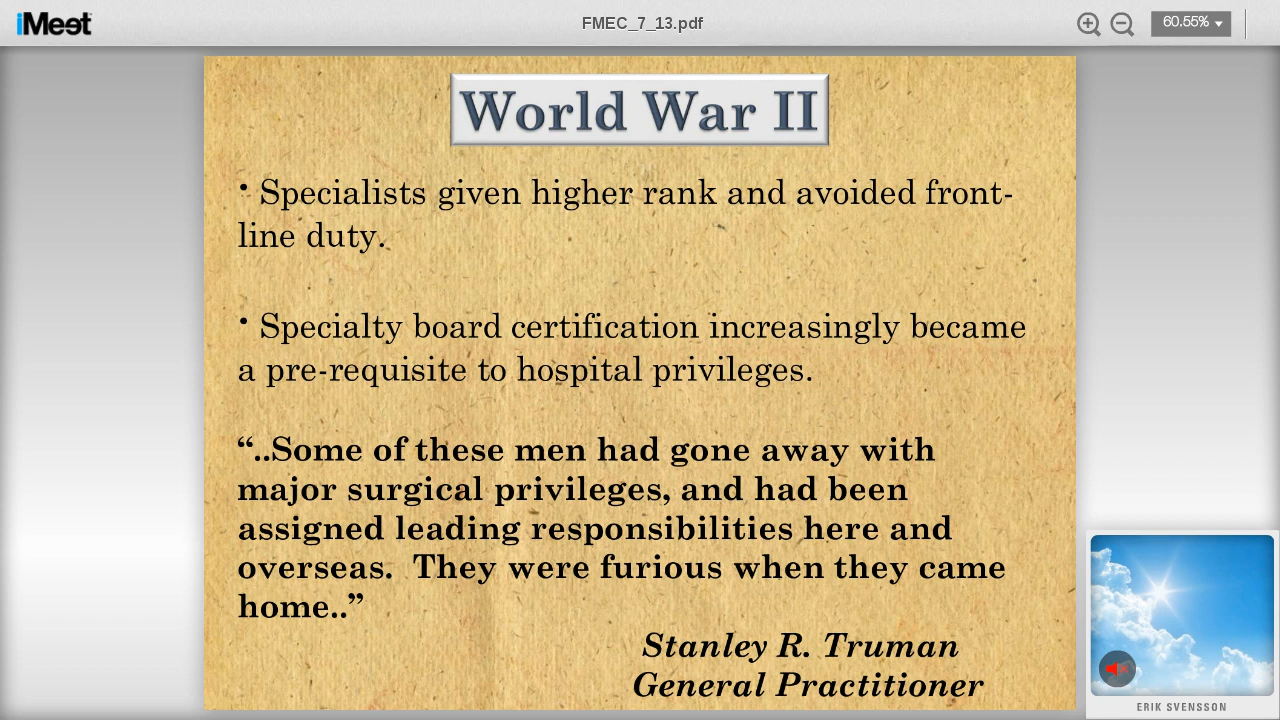 iMeet
FMEC_7_13.pdf
60.55%
World War II
• Specialists given higher rank and avoided front-
line duty.
• Specialty board certification increasingly became
a pre-requisite to hospital privileges.
“..Some of these men had gone away with
major surgical privileges, and had been
assigned leading responsibilities here and
overseas.  They were furious when they came
home..”
Stanley R. Truman
General Practitioner
ERIK SVENSSON